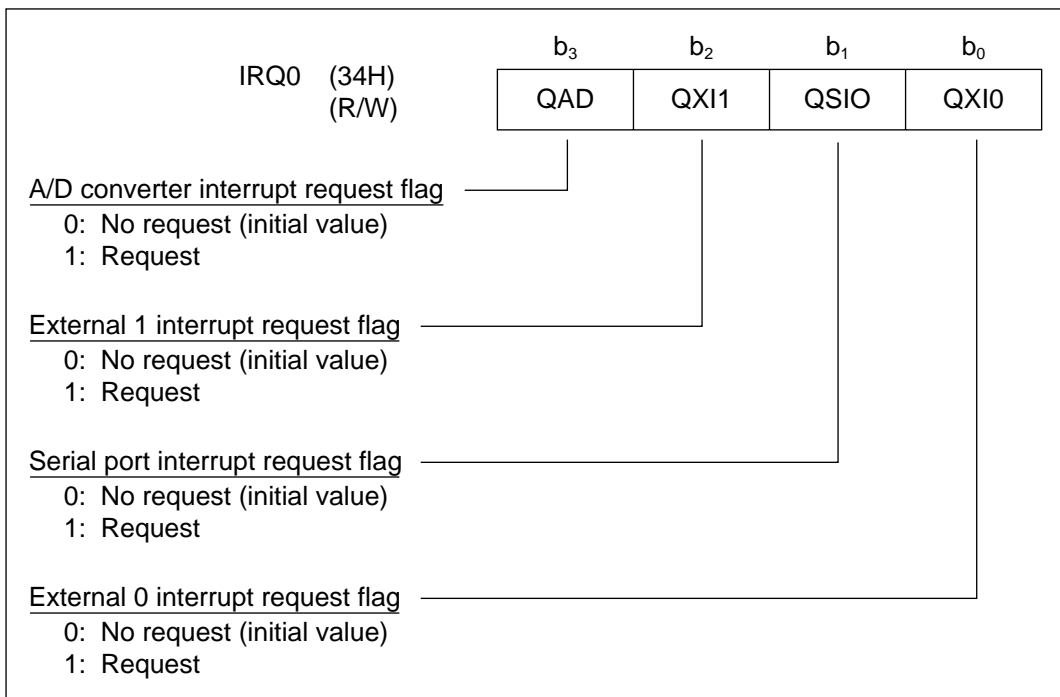 b₃ b₂ b₁ b₀
IRQ0 (34H)
(R/W)
QAD QXI1 QSIO QXI0
A/D converter interrupt request flag
0: No request (initial value)
1: Request
External 1 interrupt request flag
0: No request (initial value)
1: Request
Serial port interrupt request flag
0: No request (initial value)
1: Request
External 0 interrupt request flag
0: No request (initial value)
1: Request